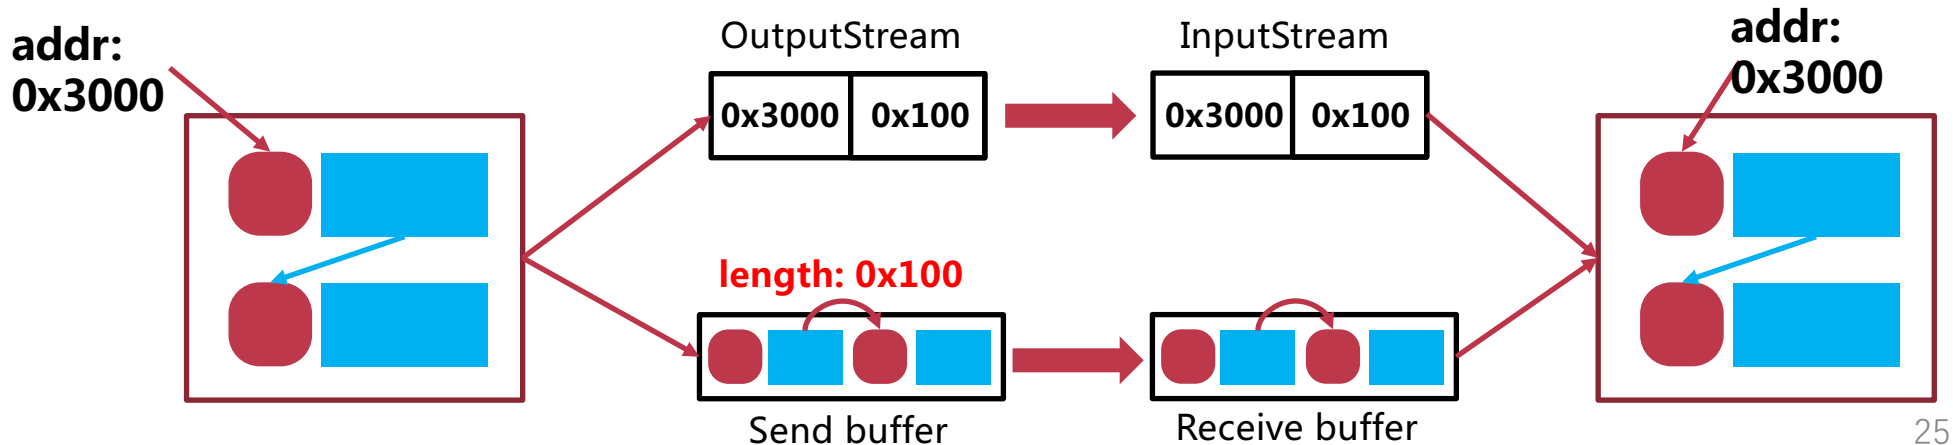 addr:
0x3000
OutputStream
0x3000 0x100
InputStream
0x3000 0x100
addr:
0x3000
length: 0x100
Send buffer
Receive buffer
25